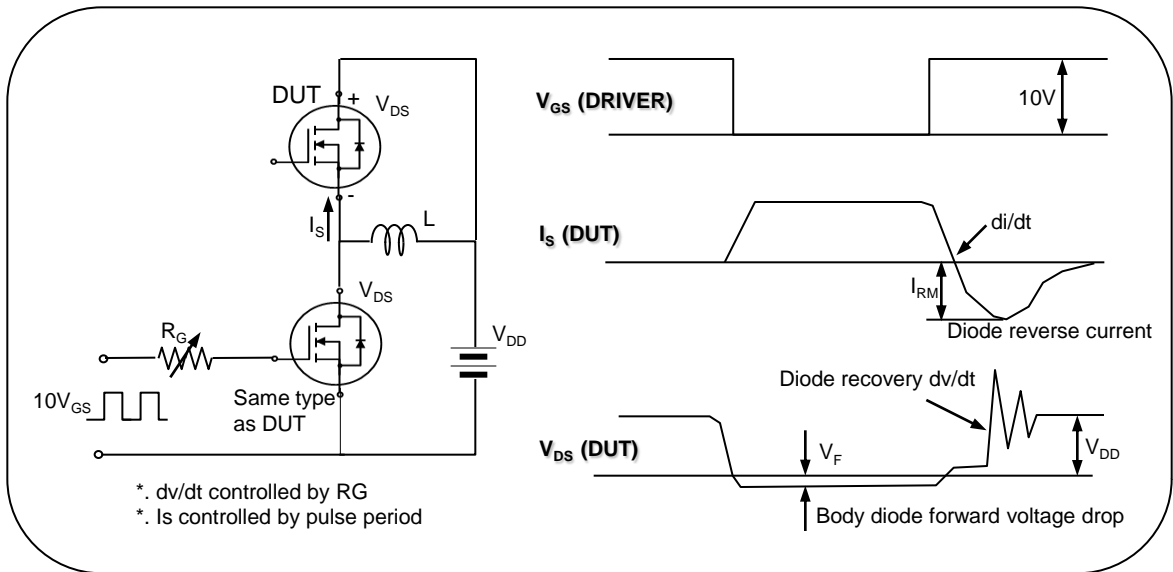 DUT
+
V_DS
-
I_S
L
V_DS
R_G
V_DD
10V_GS
Same type
as DUT
*. dv/dt controlled by RG
*. Is controlled by pulse period
V_GS (DRIVER)
10V
I_S (DUT)
di/dt
I_RM
Diode reverse current
Diode recovery dv/dt
V_DS (DUT)
V_F
V_DD
Body diode forward voltage drop